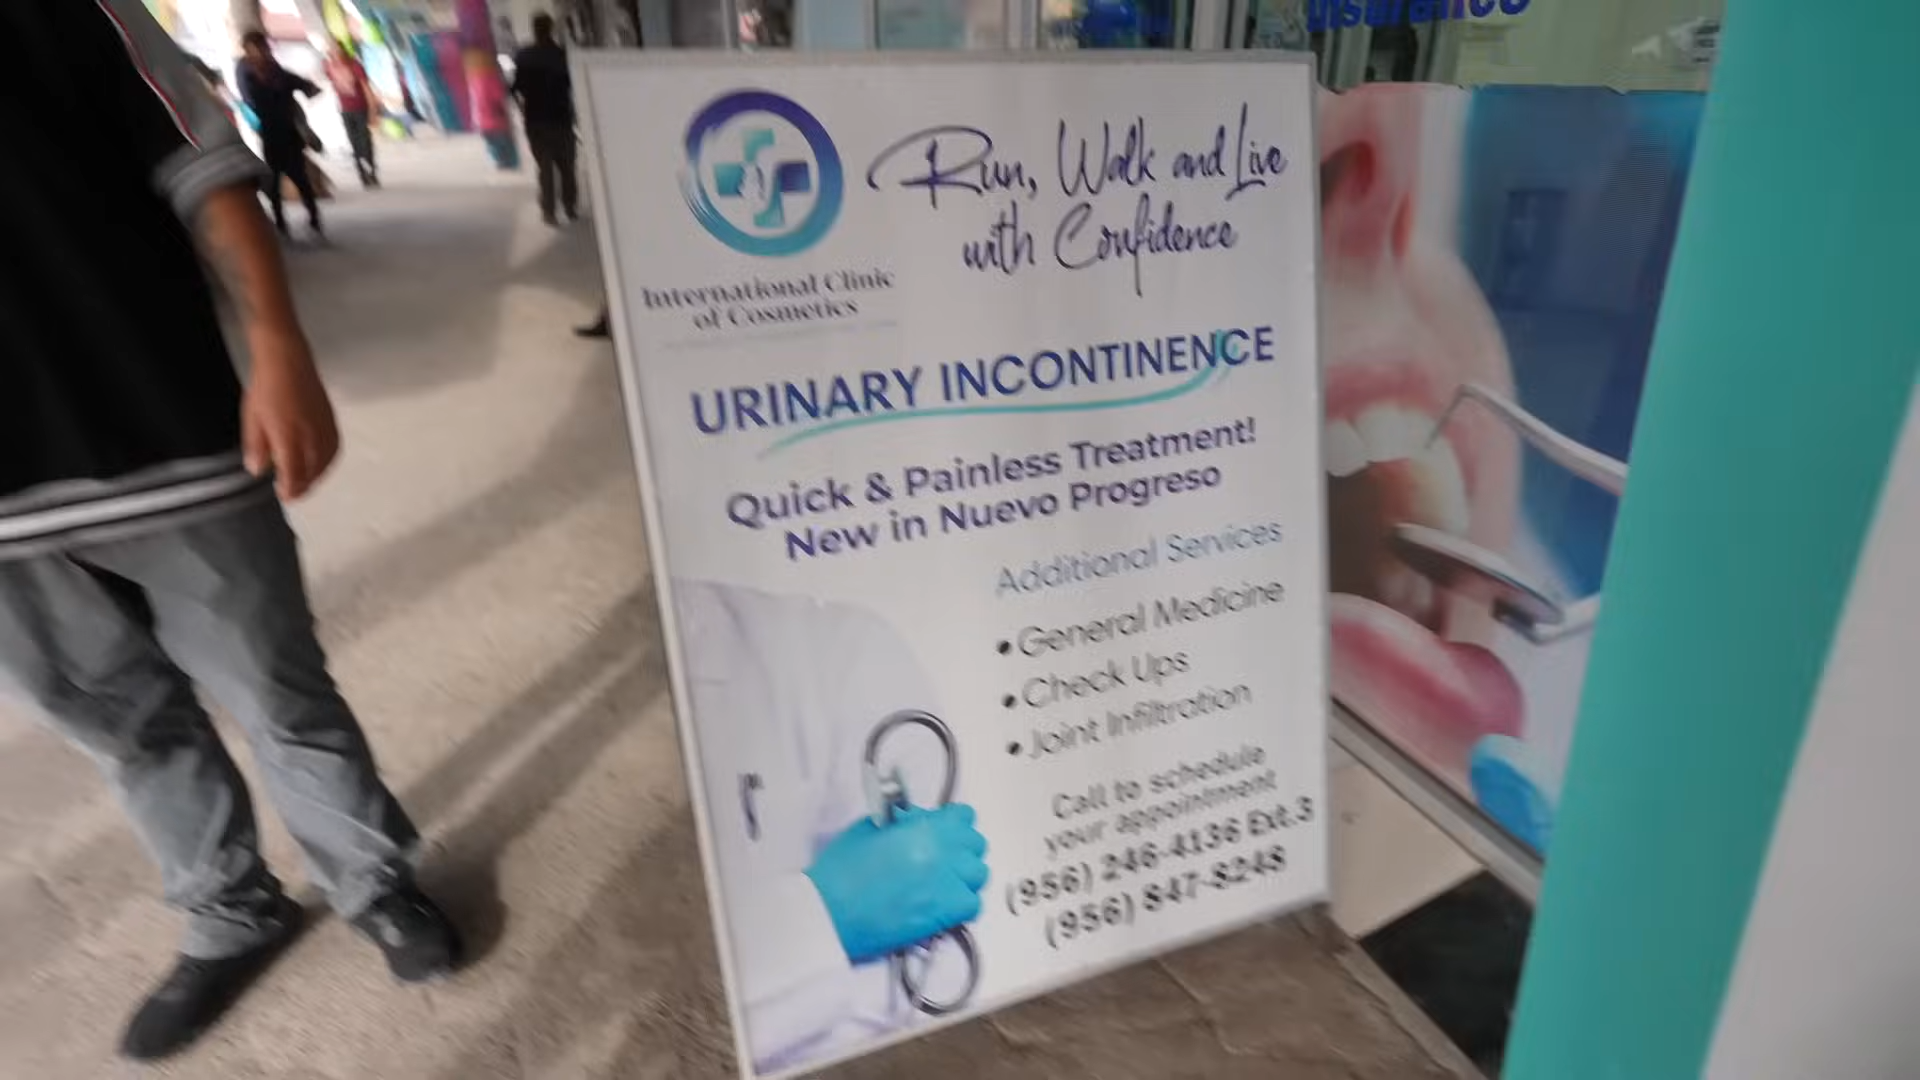 insurance
Run, Walk and Live
with Confidence
International Clinic
of Cosmetics
URINARY INCONTINENCE
Quick & Painless Treatment!
New in Nuevo Progreso
Additional Services
• General Medicine
• Check Ups
• Joint Infiltration
Call to schedule
your appointment
(956) 246-4136 Ext.3
(956) 847-8248